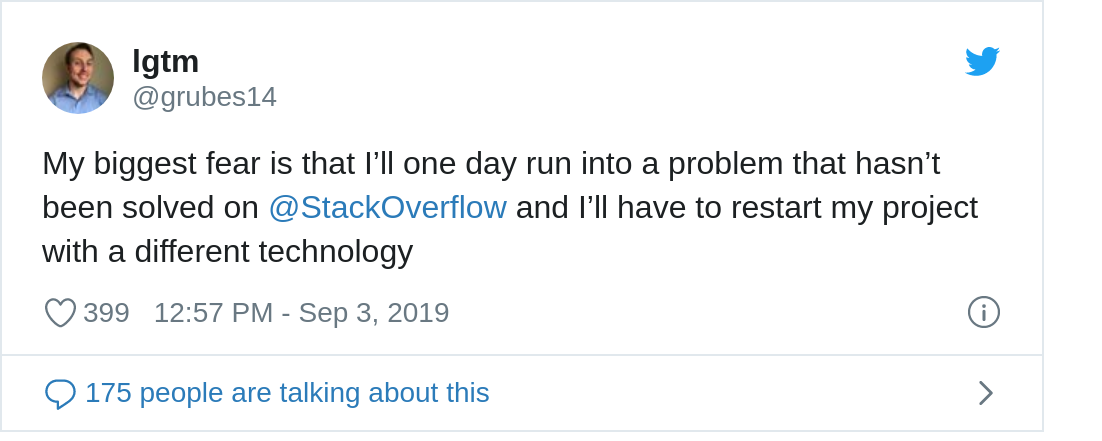 lgtm
@grubes14
My biggest fear is that I’ll one day run into a problem that hasn’t
been solved on @StackOverflow and I’ll have to restart my project
with a different technology
399 12:57 PM - Sep 3, 2019
175 people are talking about this